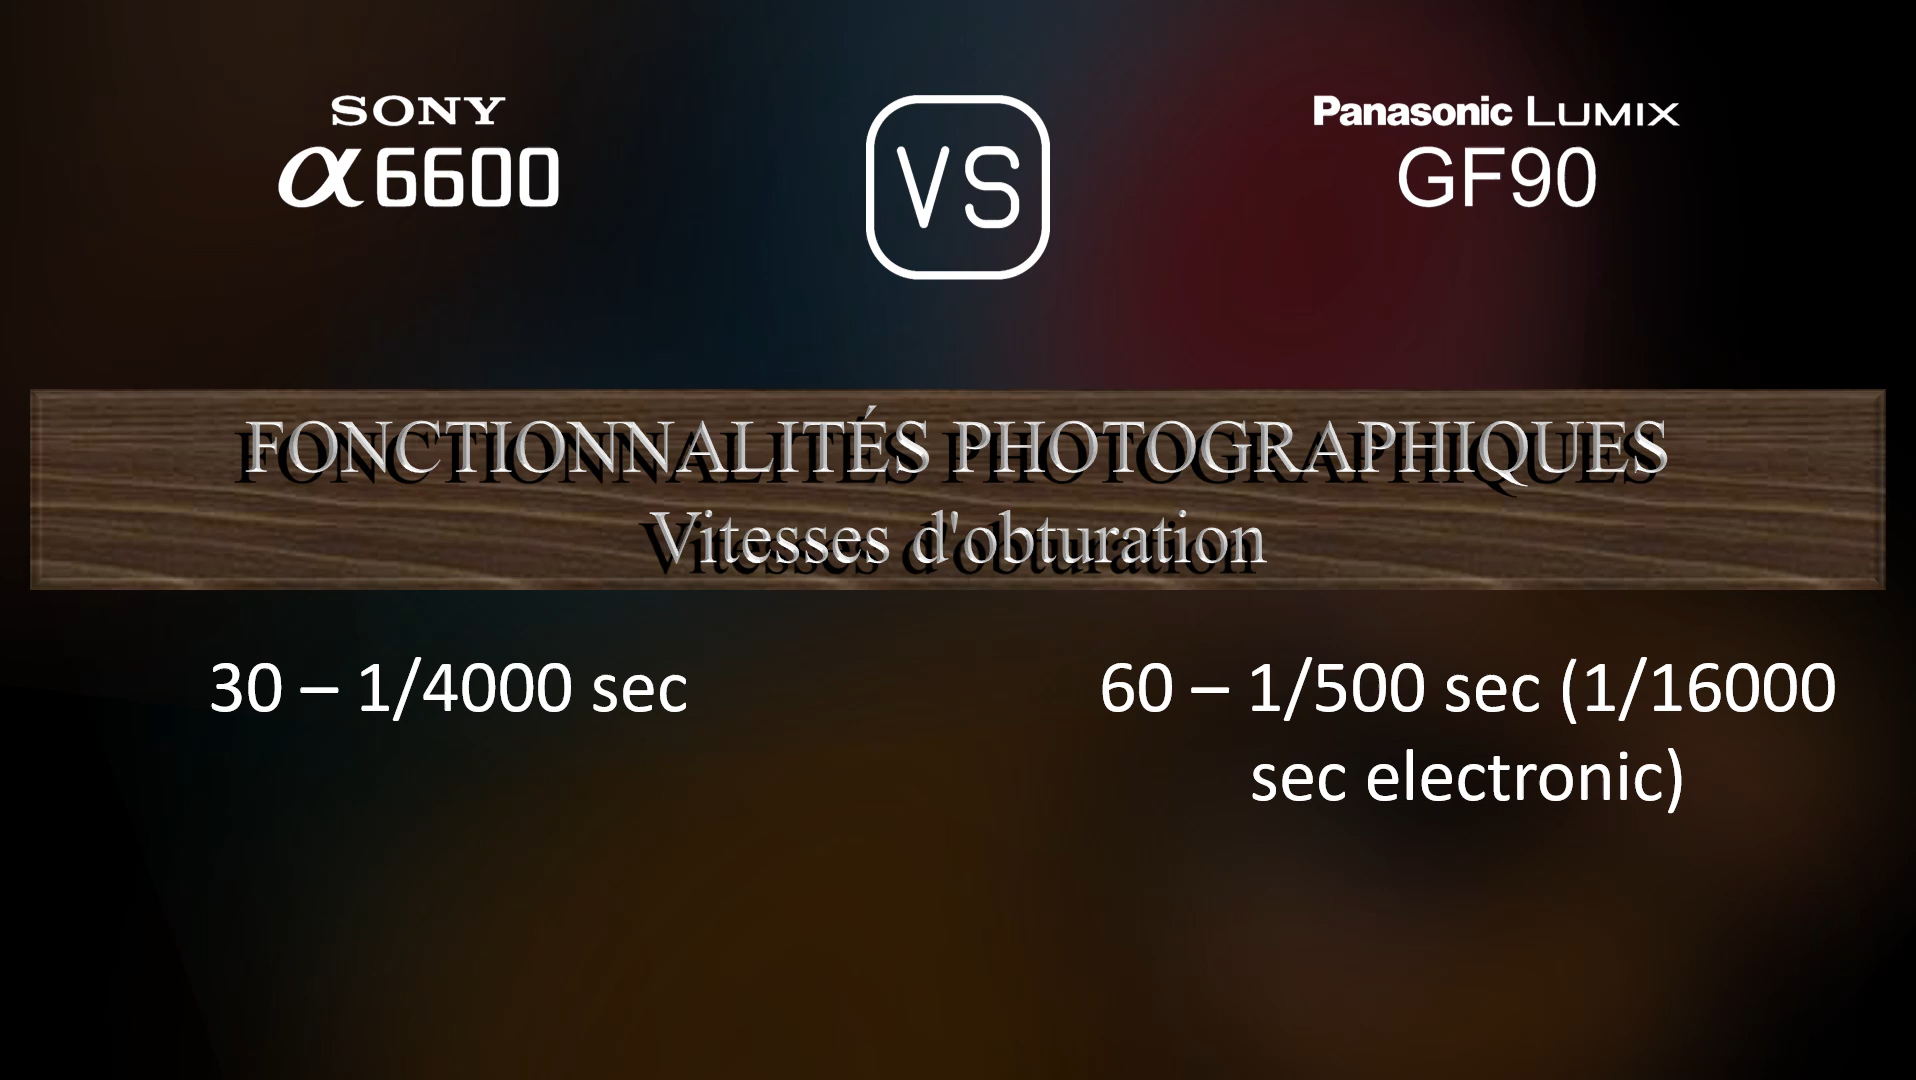 SONY
α6600
VS
Panasonic LUMIX
GF90
FONCTIONNALITÉS PHOTOGRAPHIQUES
Vitesses d'obturation
30 – 1/4000 sec
60 – 1/500 sec (1/16000
sec electronic)